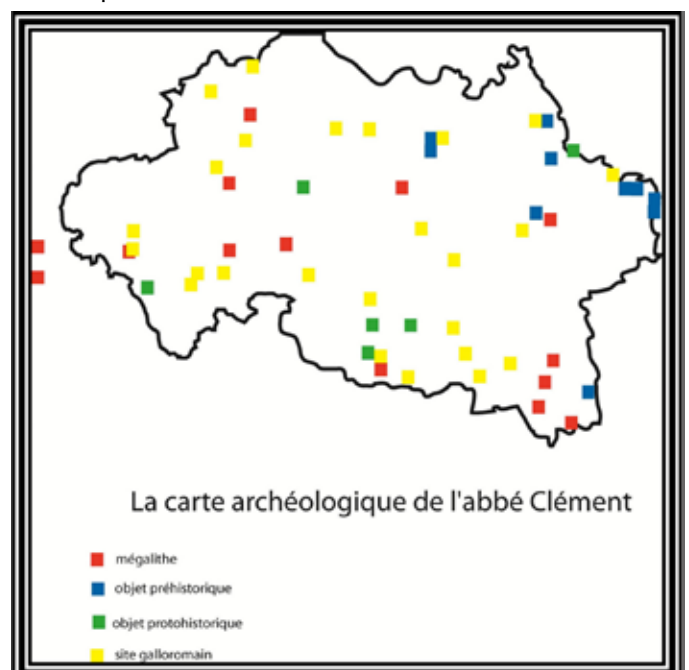 La carte archéologique de l'abbé Clément
mégalithe
objet préhistorique
objet protohistorique
site galloromain